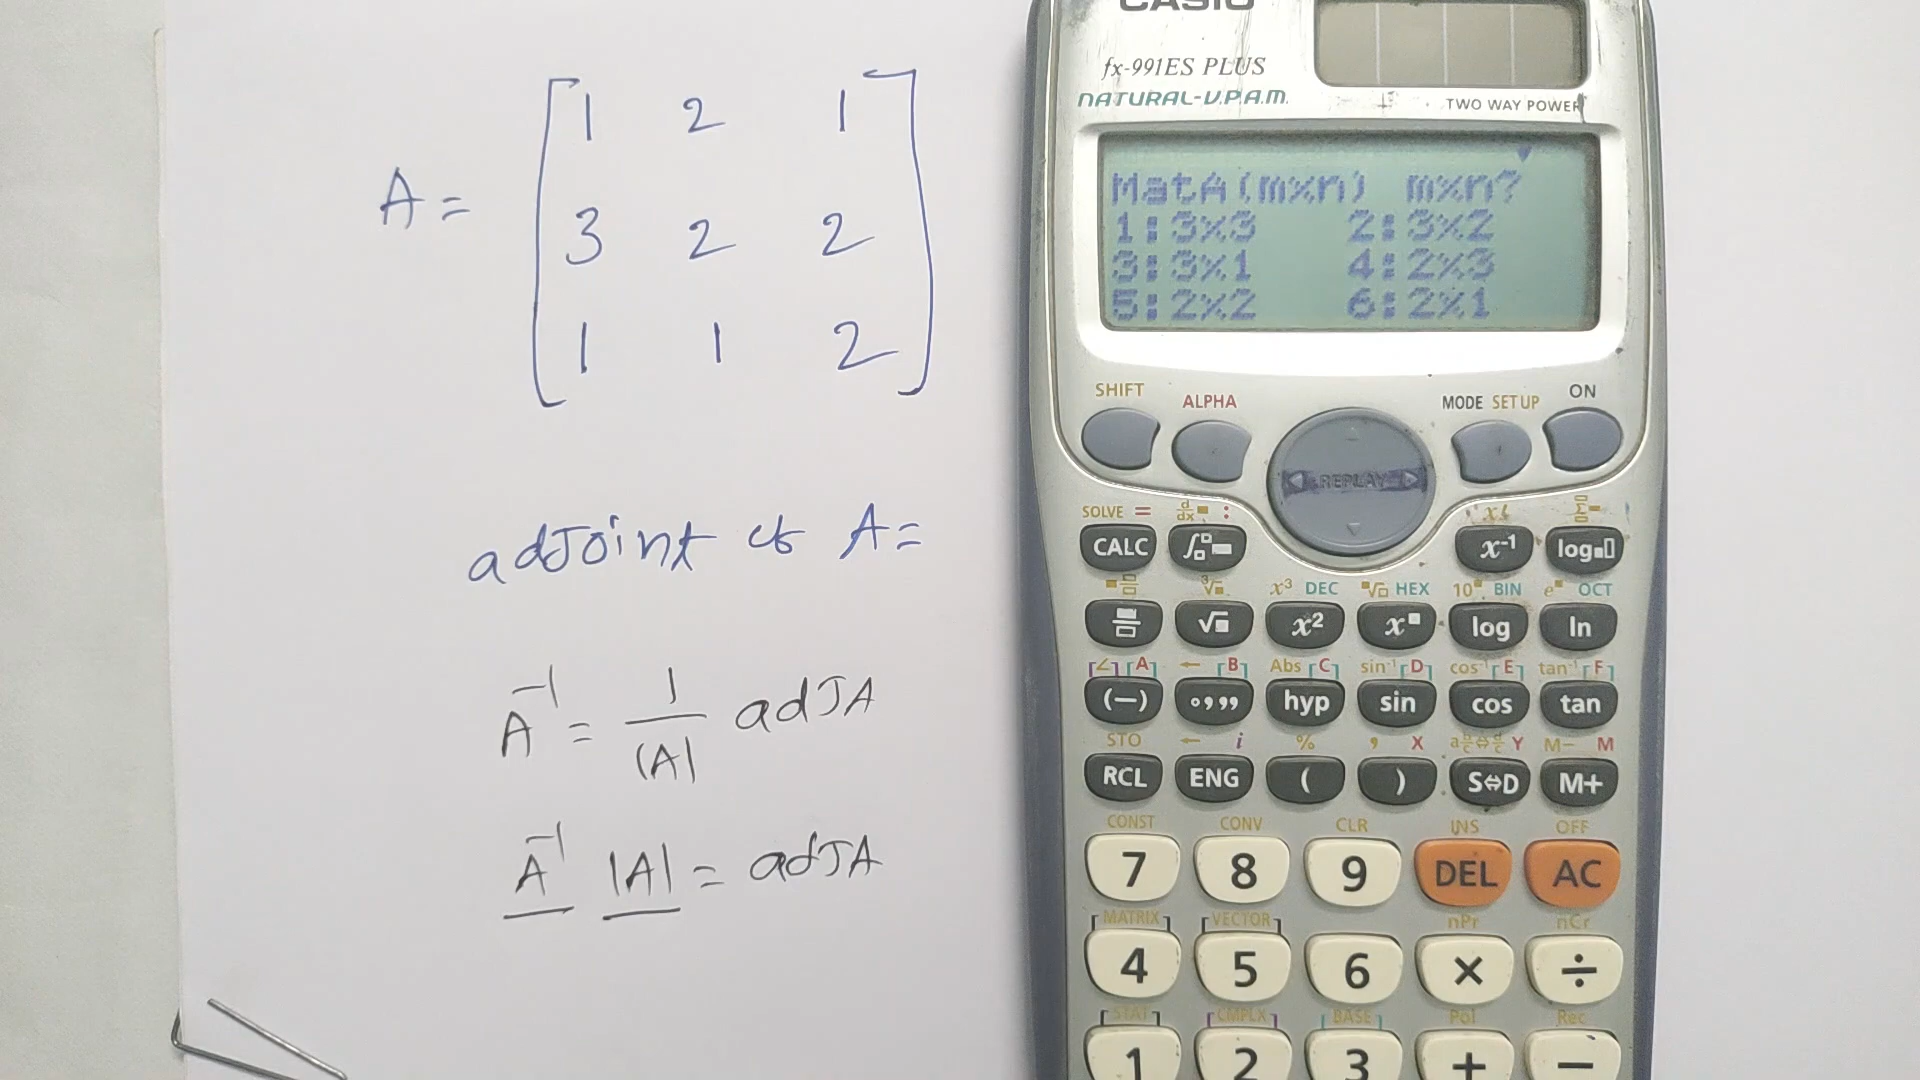 A = [1 2 1
3 2 2
1 1 2]
adJoint of A =
A⁻¹ = 1/|A| adJA
A⁻¹ |A| = adJA
CASIO
fx-991ES PLUS
NATURAL-V.P.A.M.
TWO WAY POWER
MatA(m×n) m×n?
1:3×3 2:3×2
3:3×1 4:2×3
5:2×2 6:2×1
SHIFT ALPHA MODE SETUP ON
REPLAY
SOLVE = d/dx : x! Σ
CALC ∫ x⁻¹ log
∛ x³ DEC √ HEX 10 BIN e OCT
√ x² x log ln
∠ A ← B Abs C sin⁻¹ D cos⁻¹ E tan⁻¹ F
(−) °,,, hyp sin cos tan
STO ← i % , X a b/c⇔d/c Y M− M
RCL ENG ( ) S⇔D M+
CONST CONV CLR INS OFF
7 8 9 DEL AC
MATRIX VECTOR nPr nCr
4 5 6 × ÷
STAT CMPLX BASE Pol Rec
1 2 3 + −